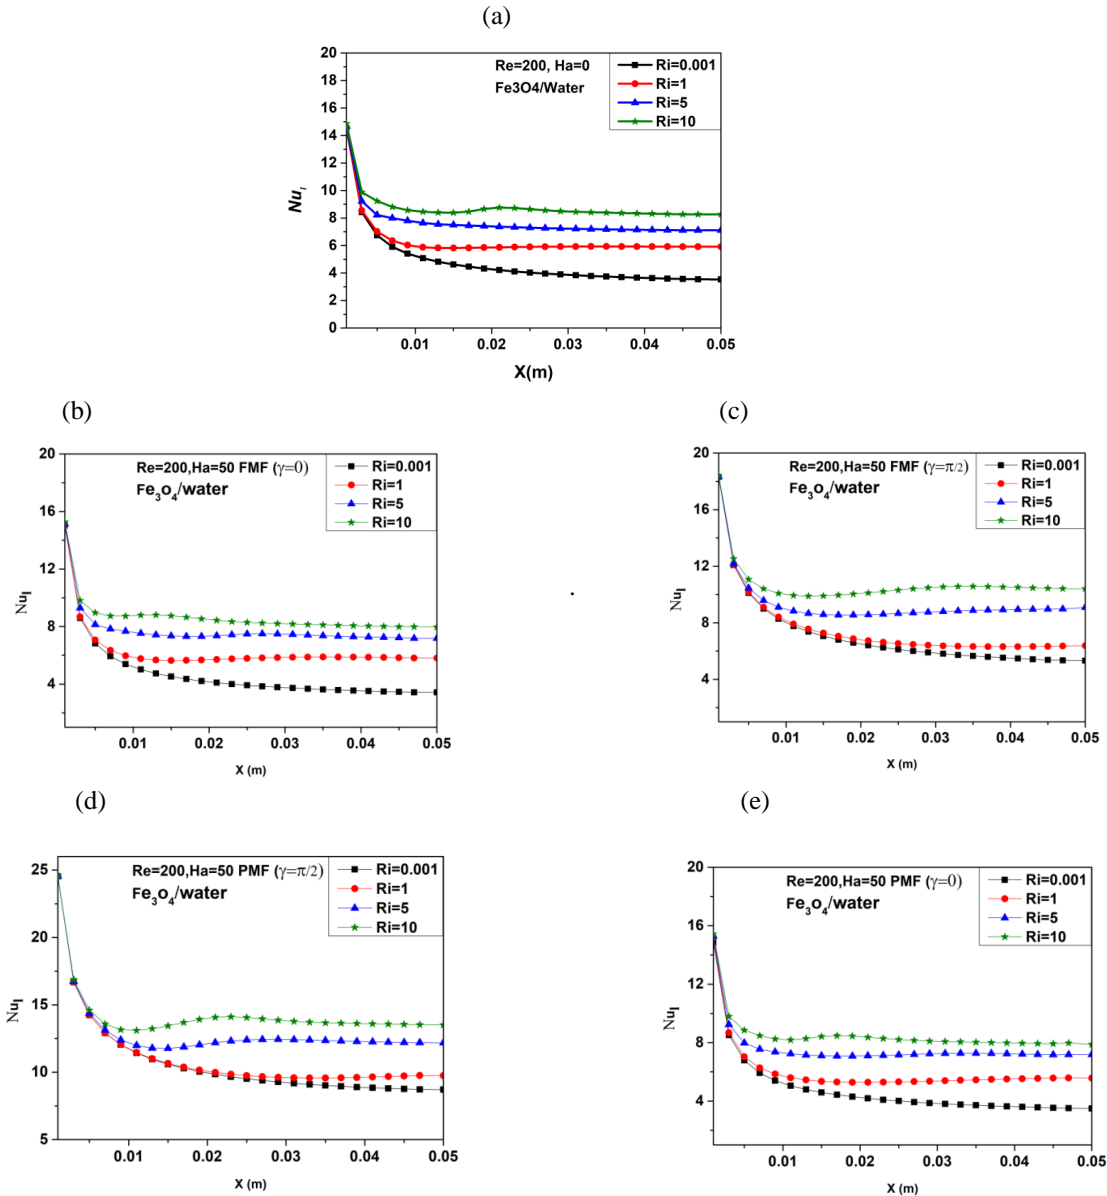 (a)
20
18
16
14
12
10
8
6
4
2
0
Nu_l
Re=200, Ha=0
Fe3O4/Water
Ri=0.001
Ri=1
Ri=5
Ri=10
0.01 0.02 0.03 0.04 0.05
X(m)
(b)
20
16
12
8
4
Nu_l
Re=200,Ha=50 FMF (γ=0)
Fe₃o₄/water
Ri=0.001
Ri=1
Ri=5
Ri=10
0.01 0.02 0.03 0.04 0.05
X (m)
(c)
20
16
12
8
4
Nu_l
Re=200,Ha=50 FMF (γ=π/2)
Fe₃o₄/water
Ri=0.001
Ri=1
Ri=5
Ri=10
0.01 0.02 0.03 0.04 0.05
X (m)
(d)
25
20
15
10
5
Nu_l
Re=200,Ha=50 PMF (γ=π/2)
Fe₃o₄/water
Ri=0.001
Ri=1
Ri=5
Ri=10
0.01 0.02 0.03 0.04 0.05
X (m)
(e)
20
16
12
8
4
Nu_l
Re=200,Ha=50 PMF (γ=0)
Fe₃o₄/water
Ri=0.001
Ri=1
Ri=5
Ri=10
0.01 0.02 0.03 0.04 0.05
X (m)